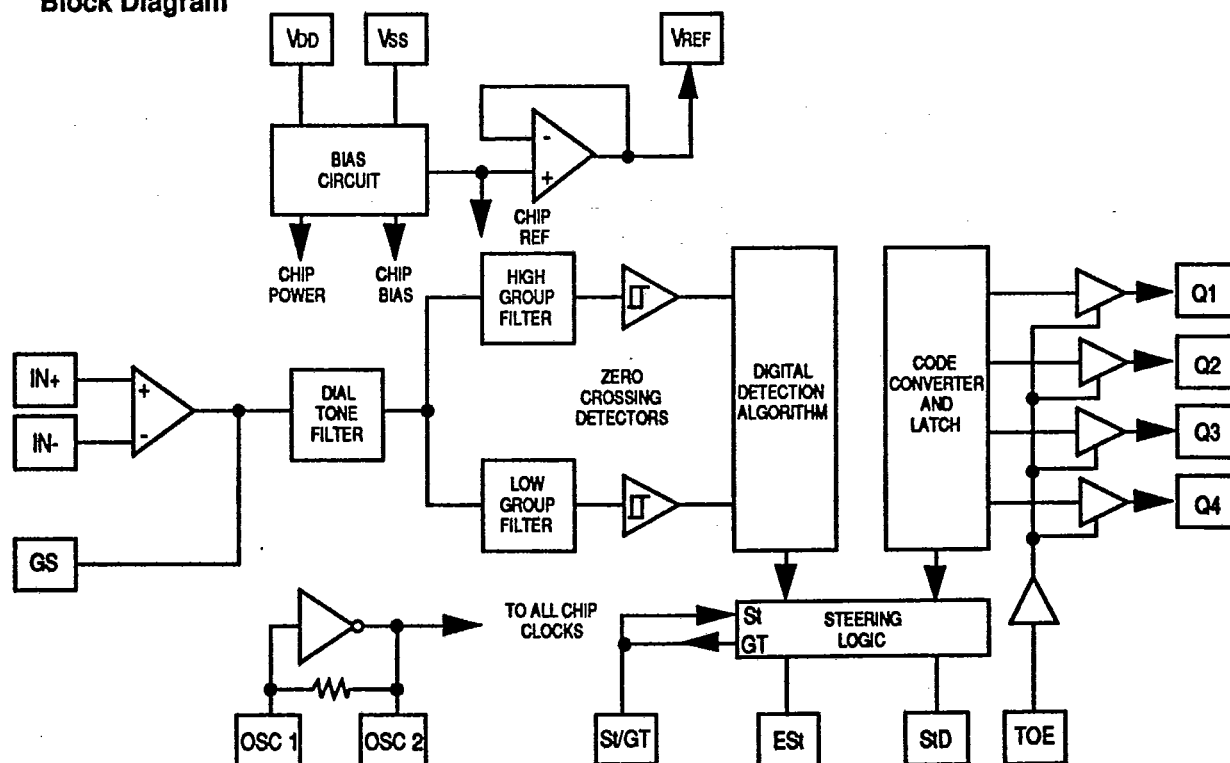 Block Diagram
VDD
VSS
VREF
BIAS
CIRCUIT
-
+
CHIP
REF
CHIP
POWER
CHIP
BIAS
HIGH
GROUP
FILTER
IN+
IN-
+
-
DIAL
TONE
FILTER
ZERO
CROSSING
DETECTORS
DIGITAL
DETECTION
ALGORITHM
CODE
CONVERTER
AND
LATCH
Q1
Q2
Q3
Q4
LOW
GROUP
FILTER
GS
TO ALL CHIP
CLOCKS
St
GT
STEERING
LOGIC
OSC 1
OSC 2
St/GT
ESt
StD
TOE